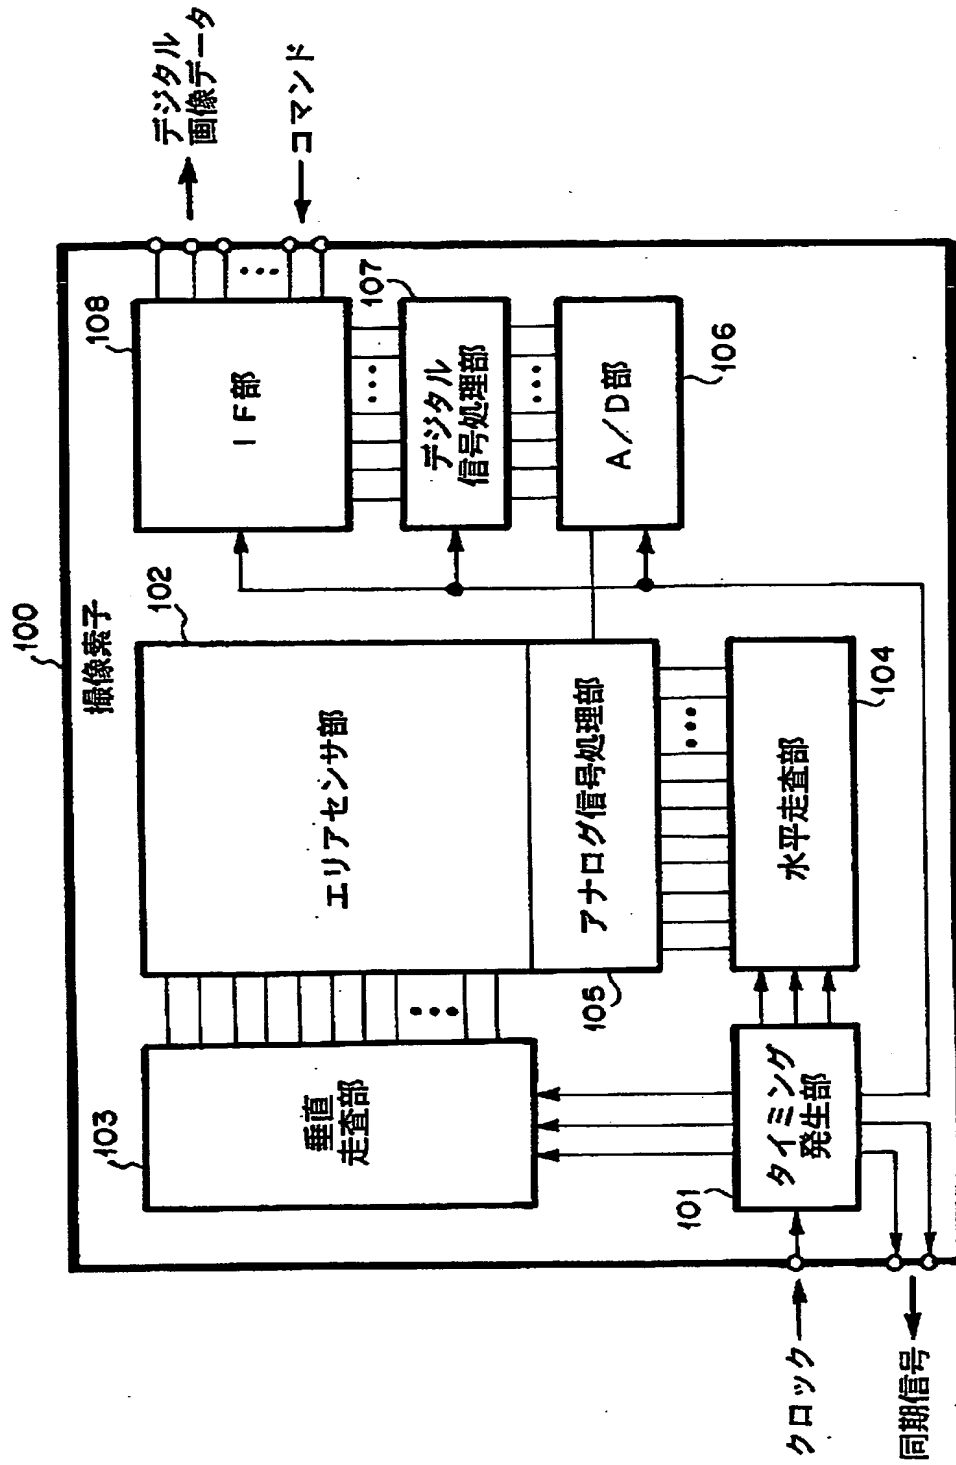 100
撮像素子
102
エリアセンサ部
アナログ信号処理部
105
103
垂直
走査部
101
タイミング
発生部
104
水平走査部
108
IF部
107
デジタル
信号処理部
106
A/D部
デジタル
画像データ
コマンド
クロック
同期信号